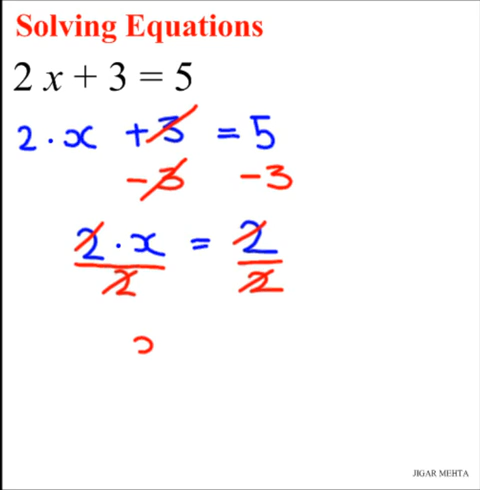 Solving Equations
2 x + 3 = 5
2 · x + 3 = 5
- 3 - 3
2 · x = 2
2 2
JIGAR MEHTA